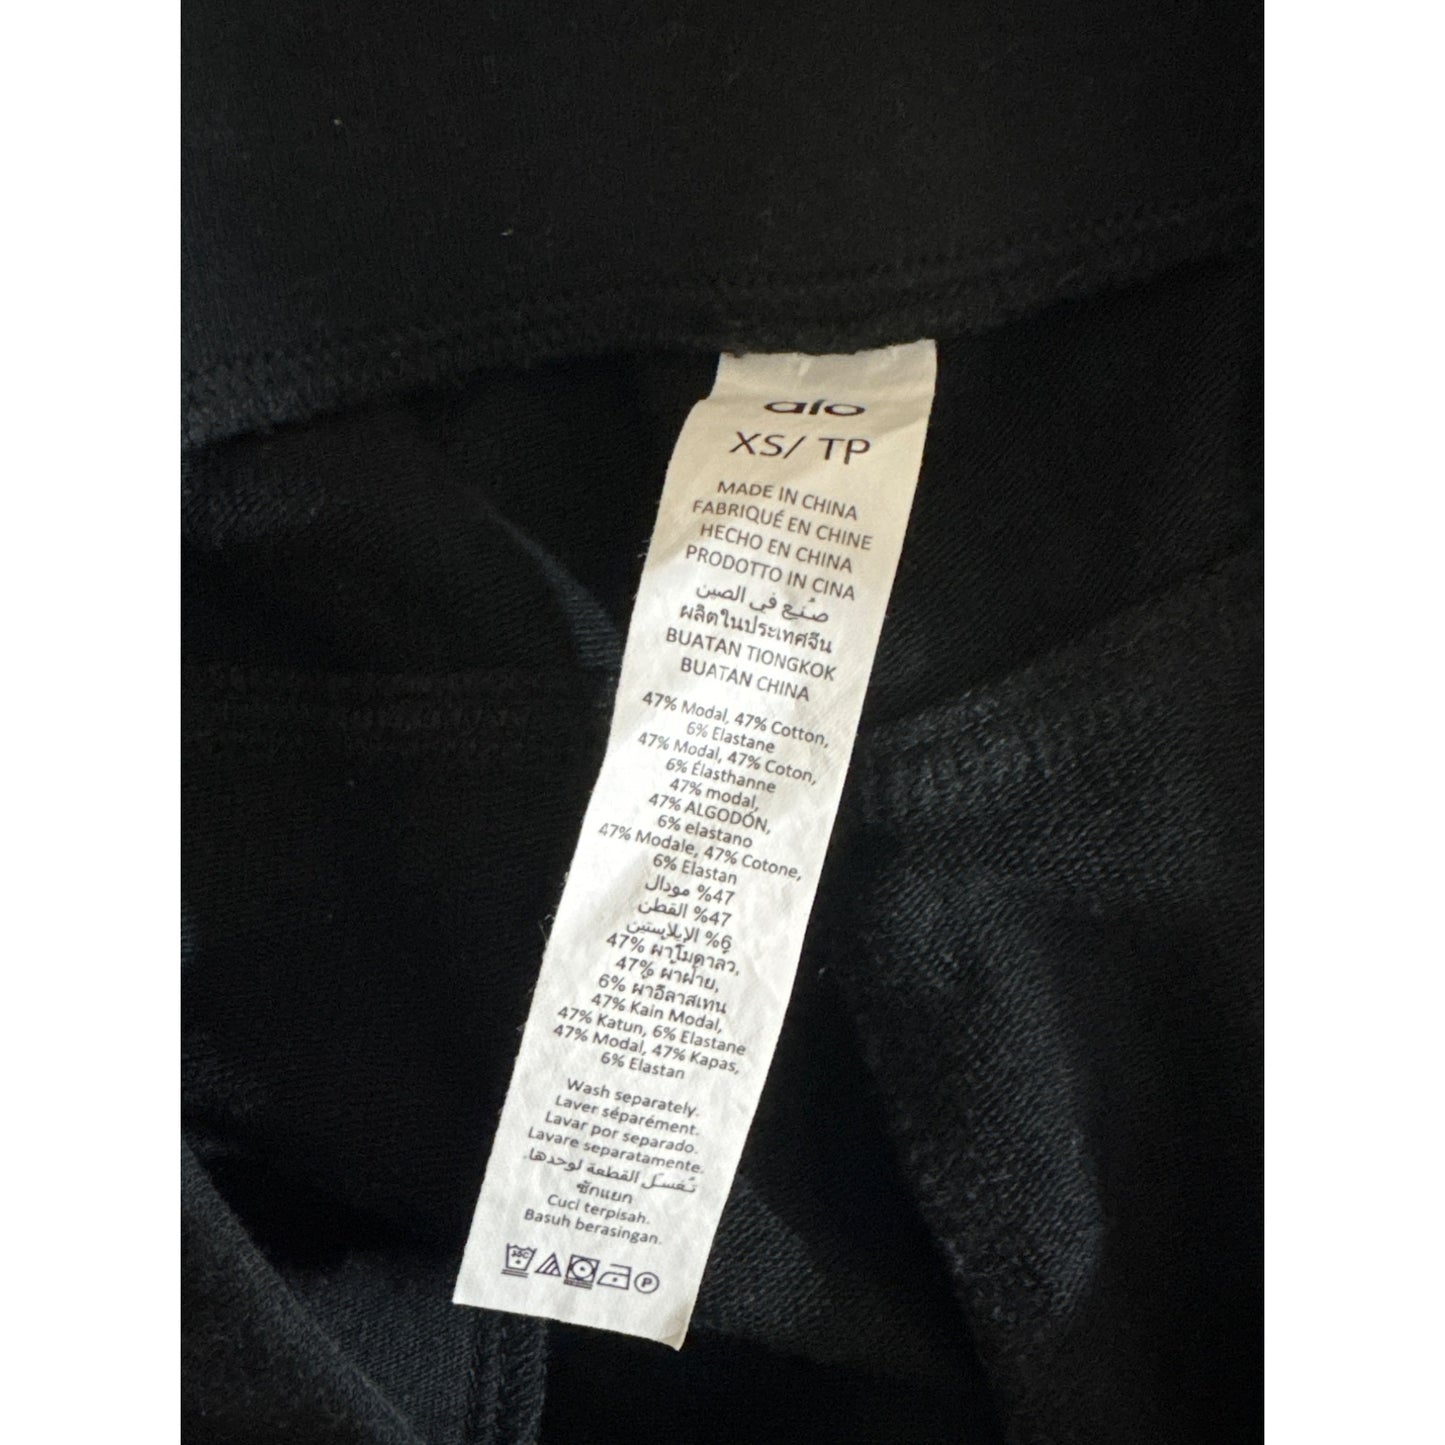 alo
XS/ TP
MADE IN CHINA
FABRIQUÉ EN CHINE
HECHO EN CHINA
PRODOTTO IN CINA
صُنع في الصين
ผลิตในประเทศจีน
BUATAN TIONGKOK
BUATAN CHINA
47% Modal, 47% Cotton,
6% Elastane
47% Modal, 47% Coton,
6% Élasthanne
47% modal,
47% ALGODÓN,
6% elastano
47% Modale, 47% Cotone,
6% Elastan
47% مودال
47% القطن
6% الإيلاستين
47% ผ้าโมดาลว,
47% ผ้าฝ้าย,
6% ผ้าอีลาสเทน
47% Kain Modal,
47% Katun, 6% Elastane
47% Modal, 47% Kapas,
6% Elastan
Wash separately.
Laver séparément.
Lavar por separado.
Lavare separatamente.
تُغسَل القطعة لوحدها.
ซักแยก
Cuci terpisah.
Basuh berasingan.
P